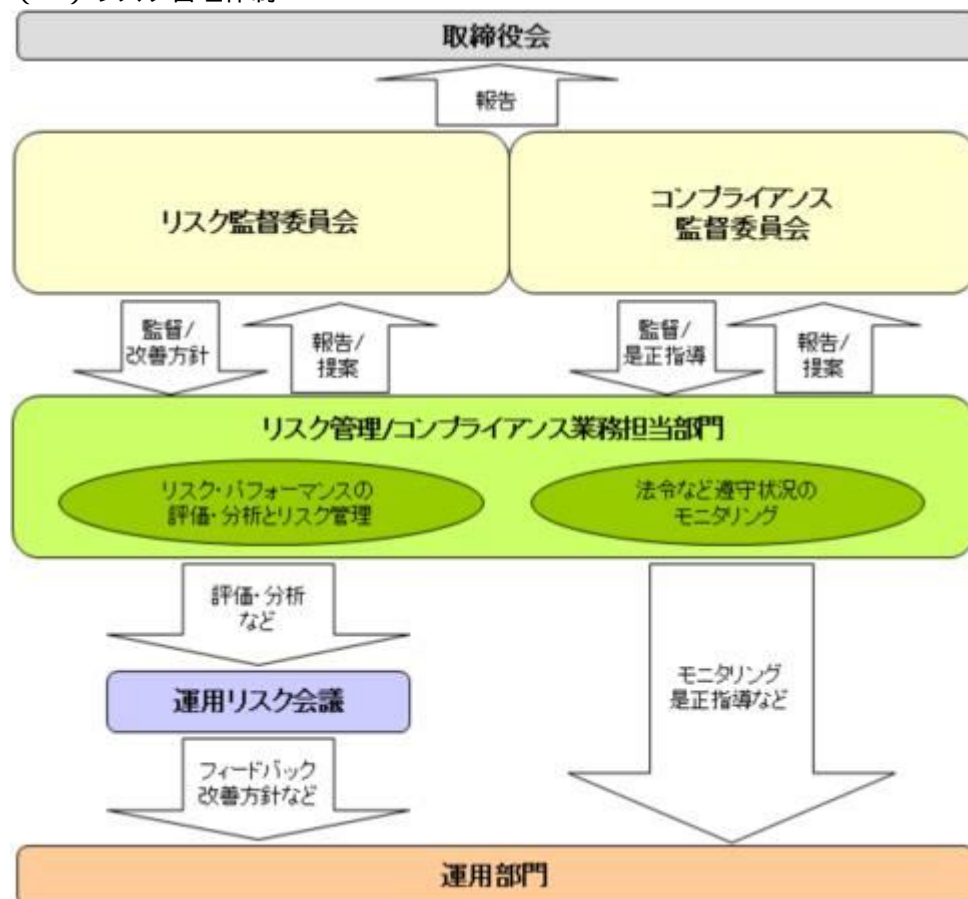 リスク管理体制
取締役会
報告
リスク監督委員会
コンプライアンス
監督委員会
監督/
改善方針
報告/
提案
監督/
是正指導
報告/
提案
リスク管理/コンプライアンス業務担当部門
リスク・パフォーマンスの
評価・分析とリスク管理
法令など遵守状況の
モニタリング
評価・分析
など
運用リスク会議
モニタリング
是正指導など
フィードバック
改善方針など
運用部門